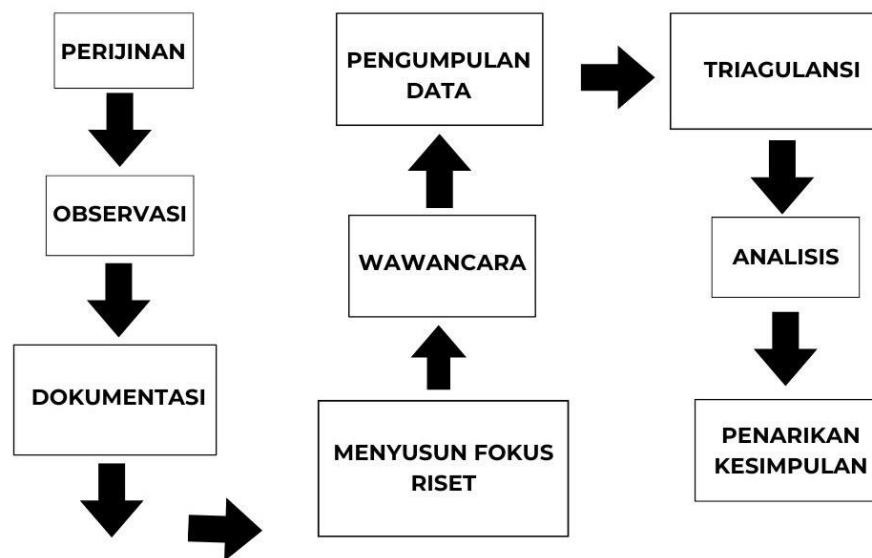 PERIJINAN
OBSERVASI
DOKUMENTASI
MENYUSUN FOKUS
RISET
WAWANCARA
PENGUMPULAN
DATA
TRIAGULANSI
ANALISIS
PENARIKAN
KESIMPULAN